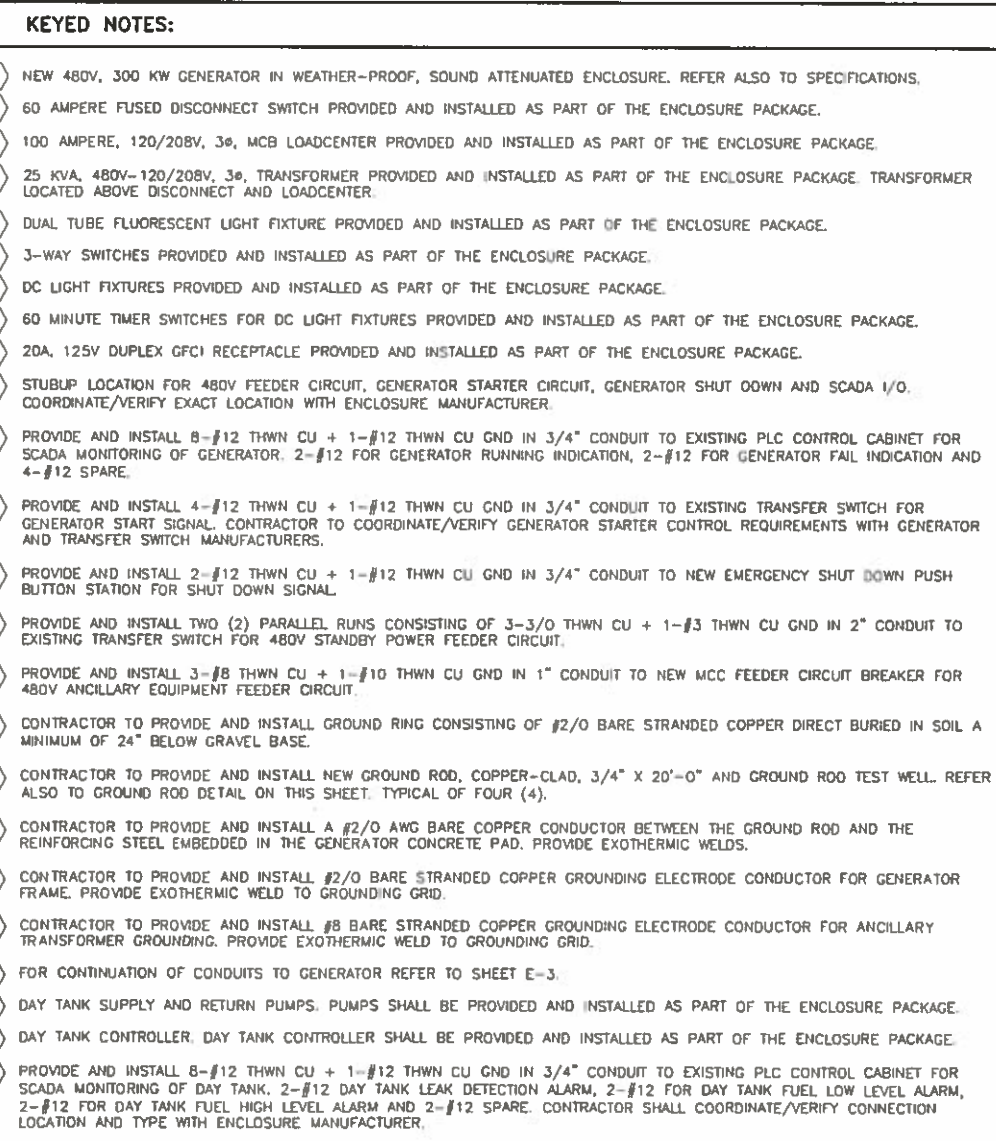 KEYED NOTES:
NEW 480V, 300 KW GENERATOR IN WEATHER-PROOF, SOUND ATTENUATED ENCLOSURE. REFER ALSO TO SPECIFICATIONS.
60 AMPERE FUSED DISCONNECT SWITCH PROVIDED AND INSTALLED AS PART OF THE ENCLOSURE PACKAGE.
100 AMPERE, 120/208V, 3ø, MCB LOADCENTER PROVIDED AND INSTALLED AS PART OF THE ENCLOSURE PACKAGE.
25 KVA, 480V-120/208V, 3ø, TRANSFORMER PROVIDED AND INSTALLED AS PART OF THE ENCLOSURE PACKAGE. TRANSFORMER
LOCATED ABOVE DISCONNECT AND LOADCENTER.
DUAL TUBE FLUORESCENT LIGHT FIXTURE PROVIDED AND INSTALLED AS PART OF THE ENCLOSURE PACKAGE.
3-WAY SWITCHES PROVIDED AND INSTALLED AS PART OF THE ENCLOSURE PACKAGE.
DC LIGHT FIXTURES PROVIDED AND INSTALLED AS PART OF THE ENCLOSURE PACKAGE.
60 MINUTE TIMER SWITCHES FOR DC LIGHT FIXTURES PROVIDED AND INSTALLED AS PART OF THE ENCLOSURE PACKAGE.
20A, 125V DUPLEX GFCI RECEPTACLE PROVIDED AND INSTALLED AS PART OF THE ENCLOSURE PACKAGE.
STUBUP LOCATION FOR 480V FEEDER CIRCUIT, GENERATOR STARTER CIRCUIT, GENERATOR SHUT DOWN AND SCADA I/O.
COORDINATE/VERIFY EXACT LOCATION WITH ENCLOSURE MANUFACTURER.
PROVIDE AND INSTALL 8-#12 THWN CU + 1-#12 THWN CU GND IN 3/4" CONDUIT TO EXISTING PLC CONTROL CABINET FOR
SCADA MONITORING OF GENERATOR. 2-#12 FOR GENERATOR RUNNING INDICATION, 2-#12 FOR GENERATOR FAIL INDICATION AND
4-#12 SPARE.
PROVIDE AND INSTALL 4-#12 THWN CU + 1-#12 THWN CU GND IN 3/4" CONDUIT TO EXISTING TRANSFER SWITCH FOR
GENERATOR START SIGNAL. CONTRACTOR TO COORDINATE/VERIFY GENERATOR STARTER CONTROL REQUIREMENTS WITH GENERATOR
AND TRANSFER SWITCH MANUFACTURERS.
PROVIDE AND INSTALL 2-#12 THWN CU + 1-#12 THWN CU GND IN 3/4" CONDUIT TO NEW EMERGENCY SHUT DOWN PUSH
BUTTON STATION FOR SHUT DOWN SIGNAL.
PROVIDE AND INSTALL TWO (2) PARALLEL RUNS CONSISTING OF 3-3/0 THWN CU + 1-#3 THWN CU GND IN 2" CONDUIT TO
EXISTING TRANSFER SWITCH FOR 480V STANDBY POWER FEEDER CIRCUIT.
PROVIDE AND INSTALL 3-#8 THWN CU + 1-#10 THWN CU GND IN 1" CONDUIT TO NEW MCC FEEDER CIRCUIT BREAKER FOR
480V ANCILLARY EQUIPMENT FEEDER CIRCUIT.
CONTRACTOR TO PROVIDE AND INSTALL GROUND RING CONSISTING OF #2/0 BARE STRANDED COPPER DIRECT BURIED IN SOIL A
MINIMUM OF 24" BELOW GRAVEL BASE.
CONTRACTOR TO PROVIDE AND INSTALL NEW GROUND ROD, COPPER-CLAD, 3/4" X 20'-0" AND GROUND ROD TEST WELL. REFER
ALSO TO GROUND ROD DETAIL ON THIS SHEET. TYPICAL OF FOUR (4).
CONTRACTOR TO PROVIDE AND INSTALL A #2/0 AWG BARE COPPER CONDUCTOR BETWEEN THE GROUND ROD AND THE
REINFORCING STEEL EMBEDDED IN THE GENERATOR CONCRETE PAD. PROVIDE EXOTHERMIC WELDS.
CONTRACTOR TO PROVIDE AND INSTALL #2/0 BARE STRANDED COPPER GROUNDING ELECTRODE CONDUCTOR FOR GENERATOR
FRAME. PROVIDE EXOTHERMIC WELD TO GROUNDING GRID.
CONTRACTOR TO PROVIDE AND INSTALL #8 BARE STRANDED COPPER GROUNDING ELECTRODE CONDUCTOR FOR ANCILLARY
TRANSFORMER GROUNDING. PROVIDE EXOTHERMIC WELD TO GROUNDING GRID.
FOR CONTINUATION OF CONDUITS TO GENERATOR REFER TO SHEET E-3.
DAY TANK SUPPLY AND RETURN PUMPS. PUMPS SHALL BE PROVIDED AND INSTALLED AS PART OF THE ENCLOSURE PACKAGE.
DAY TANK CONTROLLER. DAY TANK CONTROLLER SHALL BE PROVIDED AND INSTALLED AS PART OF THE ENCLOSURE PACKAGE
PROVIDE AND INSTALL 8-#12 THWN CU + 1-#12 THWN CU GND IN 3/4" CONDUIT TO EXISTING PLC CONTROL CABINET FOR
SCADA MONITORING OF DAY TANK. 2-#12 DAY TANK LEAK DETECTION ALARM, 2-#12 FOR DAY TANK FUEL LOW LEVEL ALARM,
2-#12 FOR DAY TANK FUEL HIGH LEVEL ALARM AND 2-#12 SPARE. CONTRACTOR SHALL COORDINATE/VERIFY CONNECTION
LOCATION AND TYPE WITH ENCLOSURE MANUFACTURER.